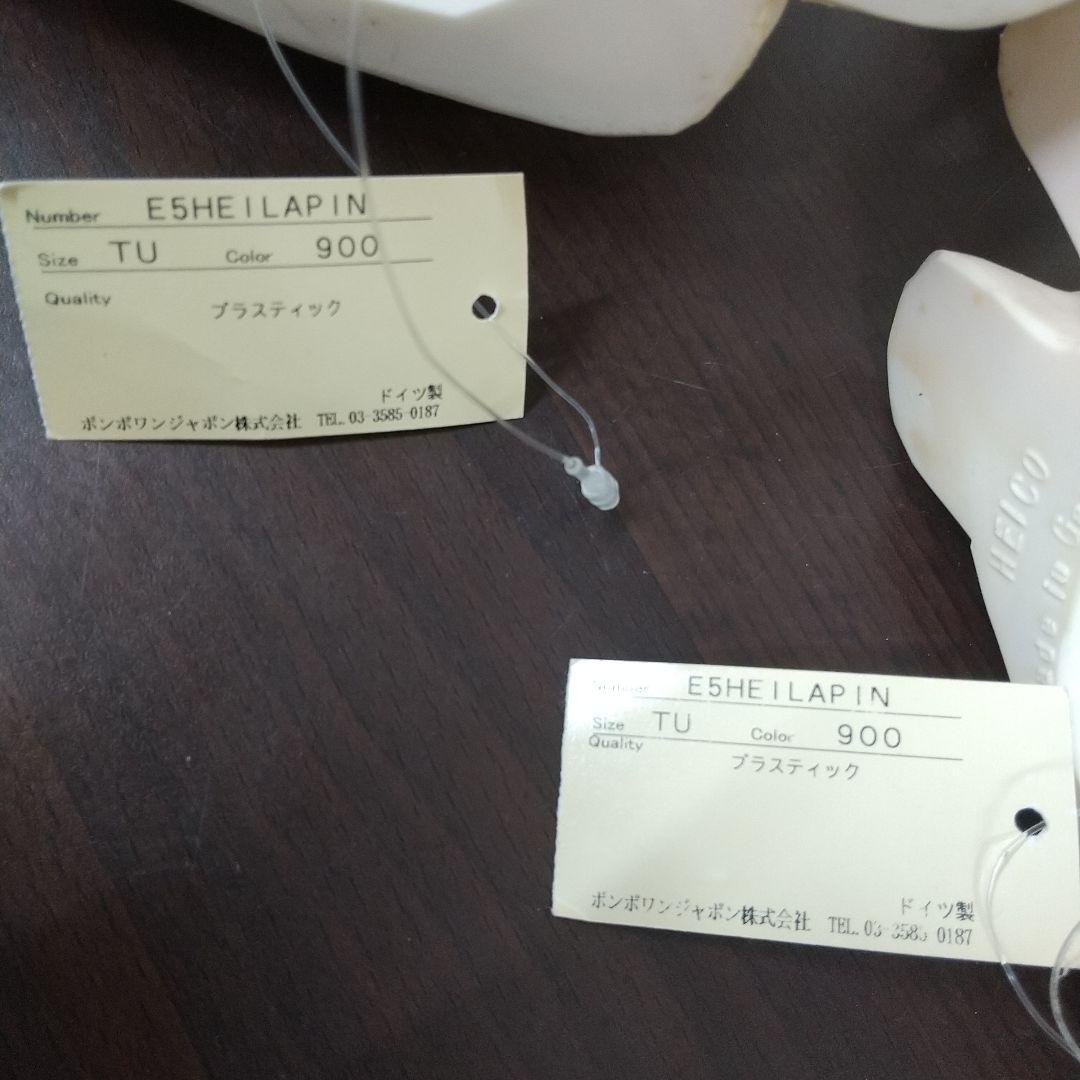 Number E5HEILAPIN
Size TU Color 900
Quality
プラスティック
ドイツ製
ボンボワンジャポン株式会社 TEL. 03-3585-0187
HEICO
Number E5HEILAPIN
Size TU Color 900
Quality
プラスティック
ドイツ製
ボンボワンジャポン株式会社 TEL. 03-3585-0187